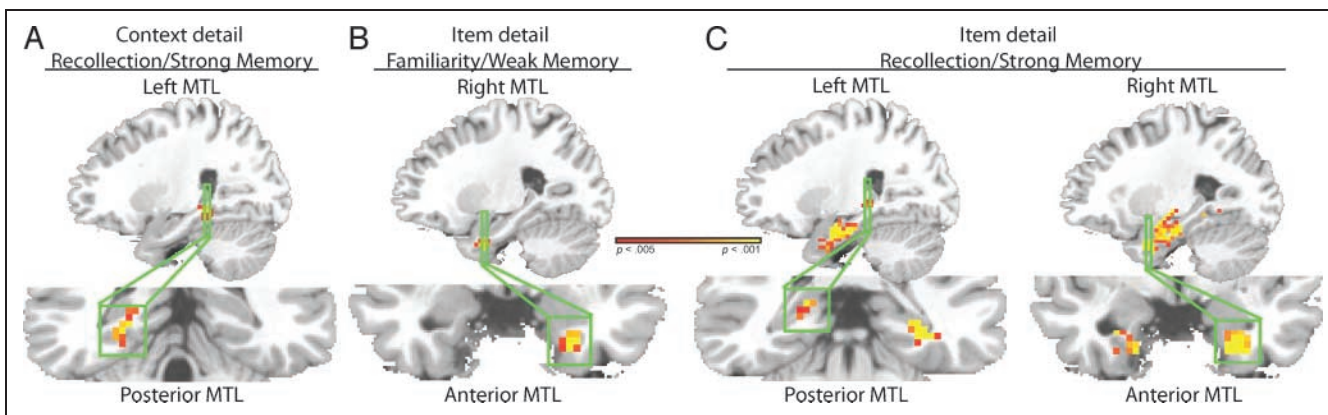 A
Context detail
Recollection/Strong Memory
Left MTL
Posterior MTL
B
Item detail
Familiarity/Weak Memory
Right MTL
Anterior MTL
p < .005
p < .001
C
Item detail
Recollection/Strong Memory
Left MTL
Right MTL
Posterior MTL
Anterior MTL